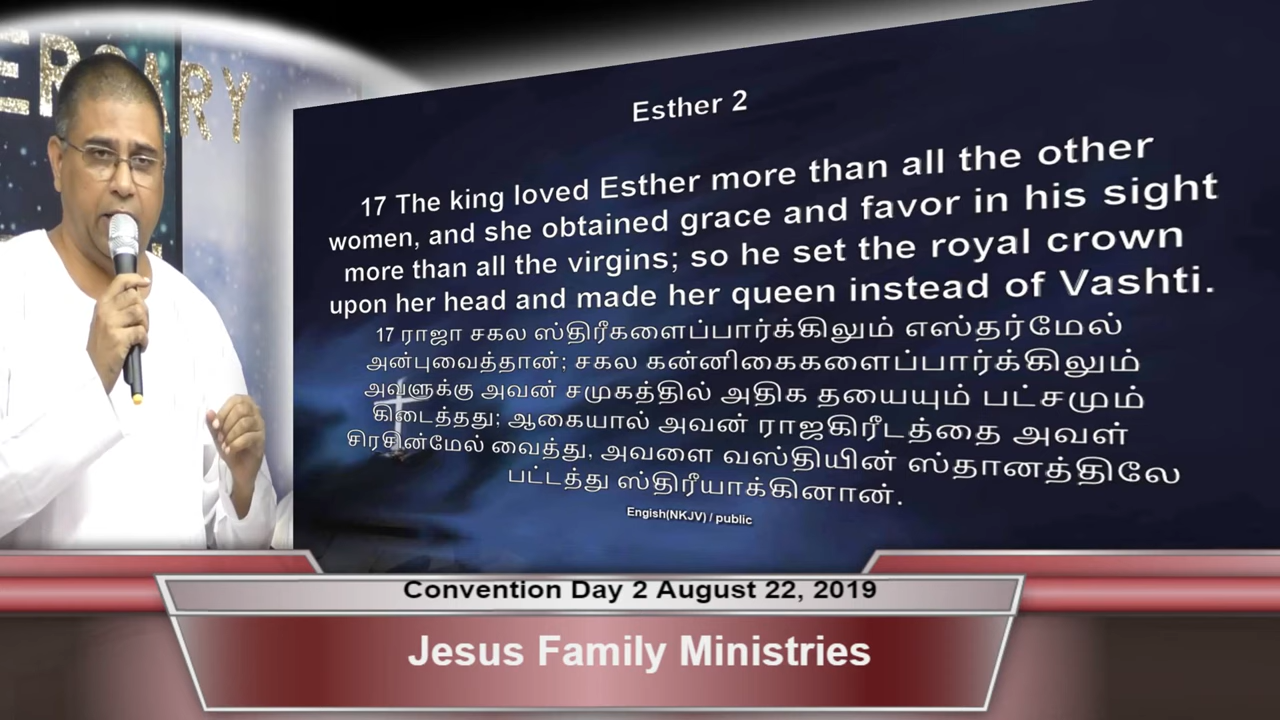 ERSARY
Esther 2
17 The king loved Esther more than all the other
women, and she obtained grace and favor in his sight
more than all the virgins; so he set the royal crown
upon her head and made her queen instead of Vashti.
17 ராஜா சகல ஸ்திரீகளைப்பார்க்கிலும் எஸ்தர்மேல்
அன்புவைத்தான்; சகல கன்னிகைகளைப்பார்க்கிலும்
அவளுக்கு அவன் சமுகத்தில் அதிக தயையும் பட்சமும்
கிடைத்தது; ஆகையால் அவன் ராஜகிரீடத்தை அவள்
சிரசின்மேல் வைத்து, அவளை வஸ்தியின் ஸ்தானத்திலே
பட்டத்து ஸ்திரீயாக்கினான்.
Engish(NKJV) / public
Convention Day 2 August 22, 2019
Jesus Family Ministries